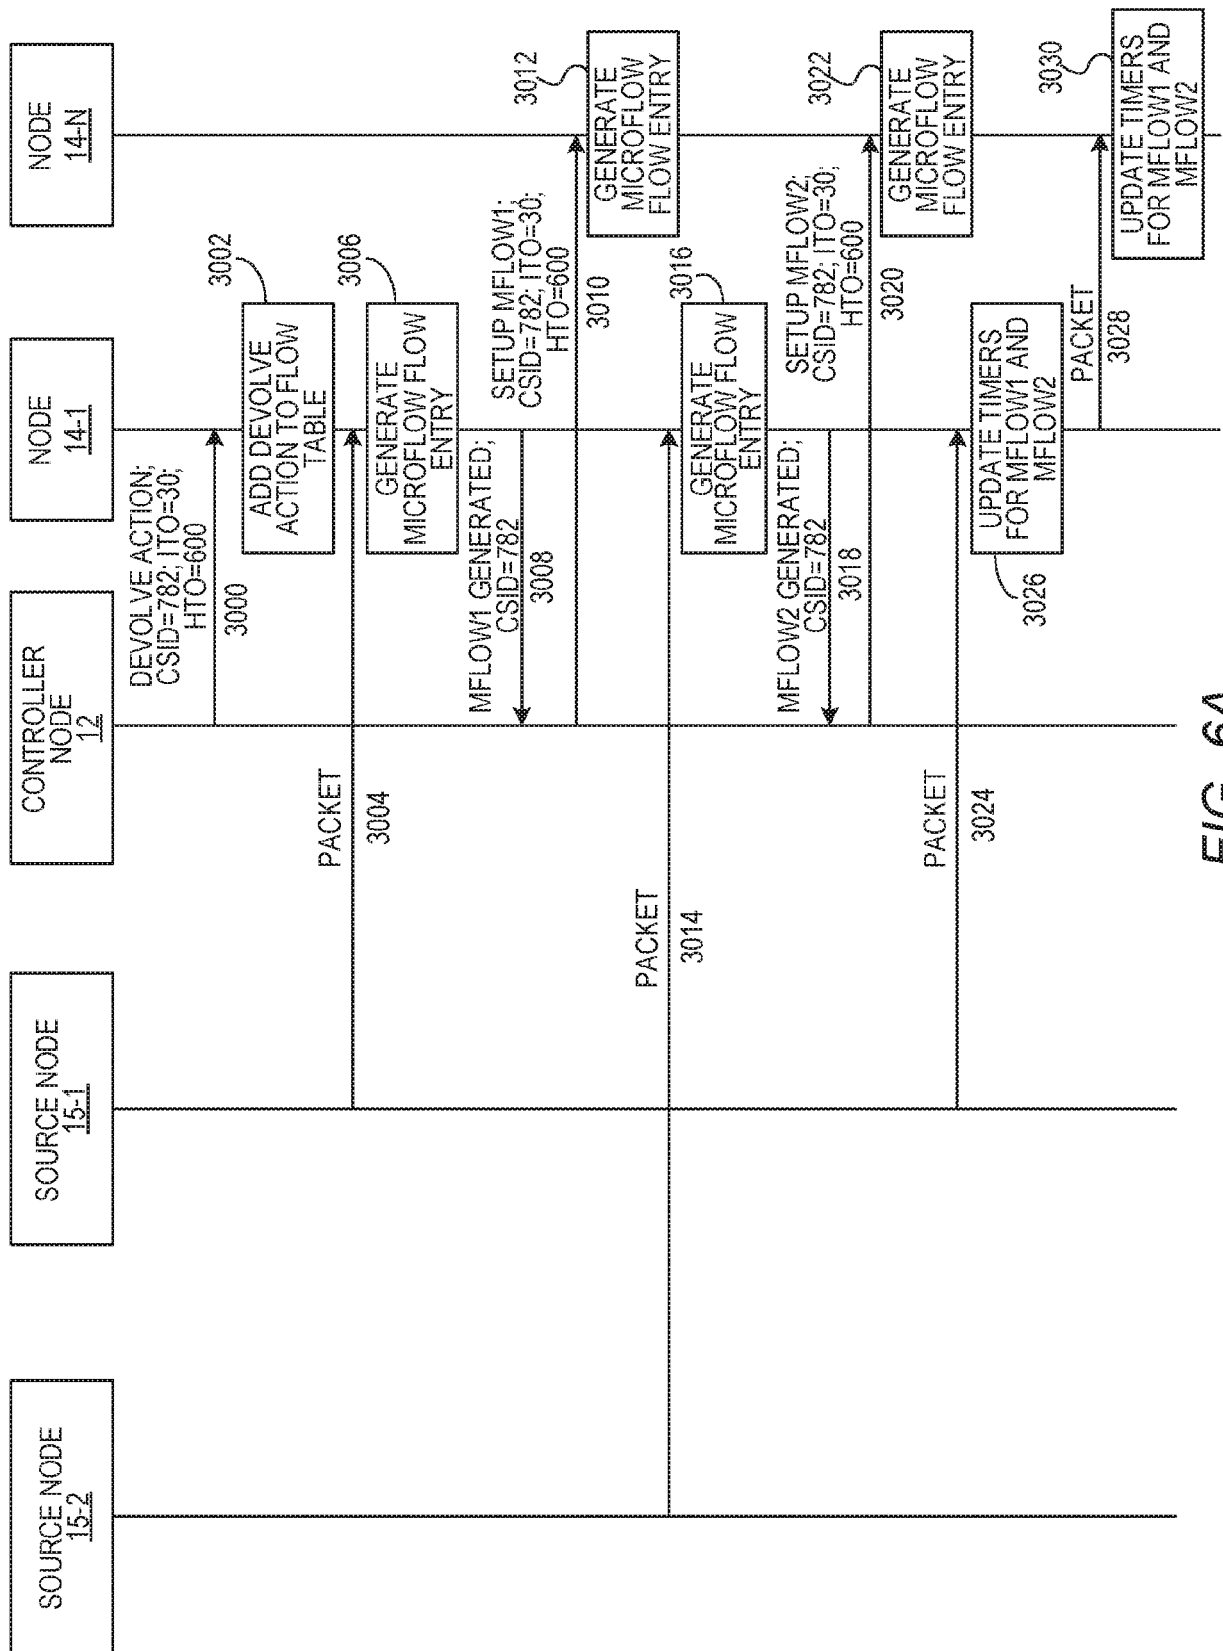 SOURCE NODE
15-2
SOURCE NODE
15-1
CONTROLLER
NODE
12
NODE
14-1
NODE
14-N
DEVOLVE ACTION;
CSID=782; ITO=30;
HTO=600
3000
3002
ADD DEVOLVE
ACTION TO FLOW
TABLE
PACKET
3004
3006
GENERATE
MICROFLOW FLOW
ENTRY
MFLOW1 GENERATED;
CSID=782
3008
SETUP MFLOW1;
CSID=782; ITO=30;
HTO=600
3010
3012
GENERATE
MICROFLOW
FLOW ENTRY
PACKET
3014
3016
GENERATE
MICROFLOW FLOW
ENTRY
MFLOW2 GENERATED;
CSID=782
3018
SETUP MFLOW2;
CSID=782; ITO=30;
HTO=600
3020
3022
GENERATE
MICROFLOW
FLOW ENTRY
PACKET
3024
3026
UPDATE TIMERS
FOR MFLOW1 AND
MFLOW2
PACKET
3028
3030
UPDATE TIMERS
FOR MFLOW1 AND
MFLOW2
FIG. 6A